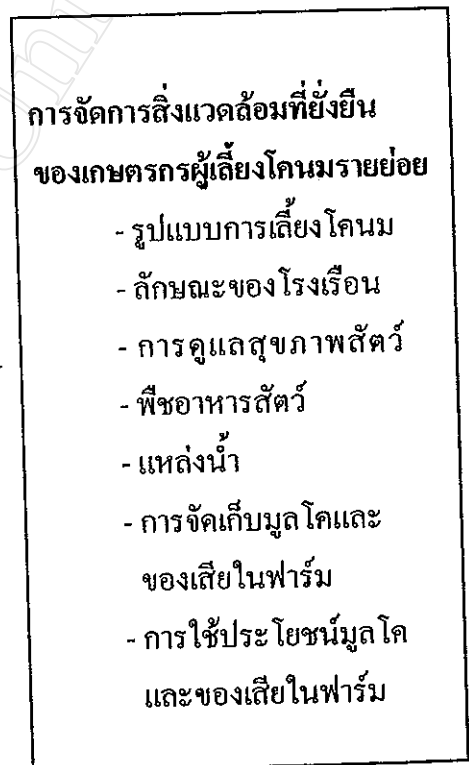 การจัดการสิ่งแวดล้อมที่ยั่งยืน
ของเกษตรกรผู้เลี้ยงโคนมรายย่อย
- รูปแบบการเลี้ยงโคนม
- ลักษณะของโรงเรือน
- การดูแลสุขภาพสัตว์
- พืชอาหารสัตว์
- แหล่งน้ำ
- การจัดเก็บมูลโคและ
ของเสียในฟาร์ม
- การใช้ประโยชน์มูลโค
และของเสียในฟาร์ม